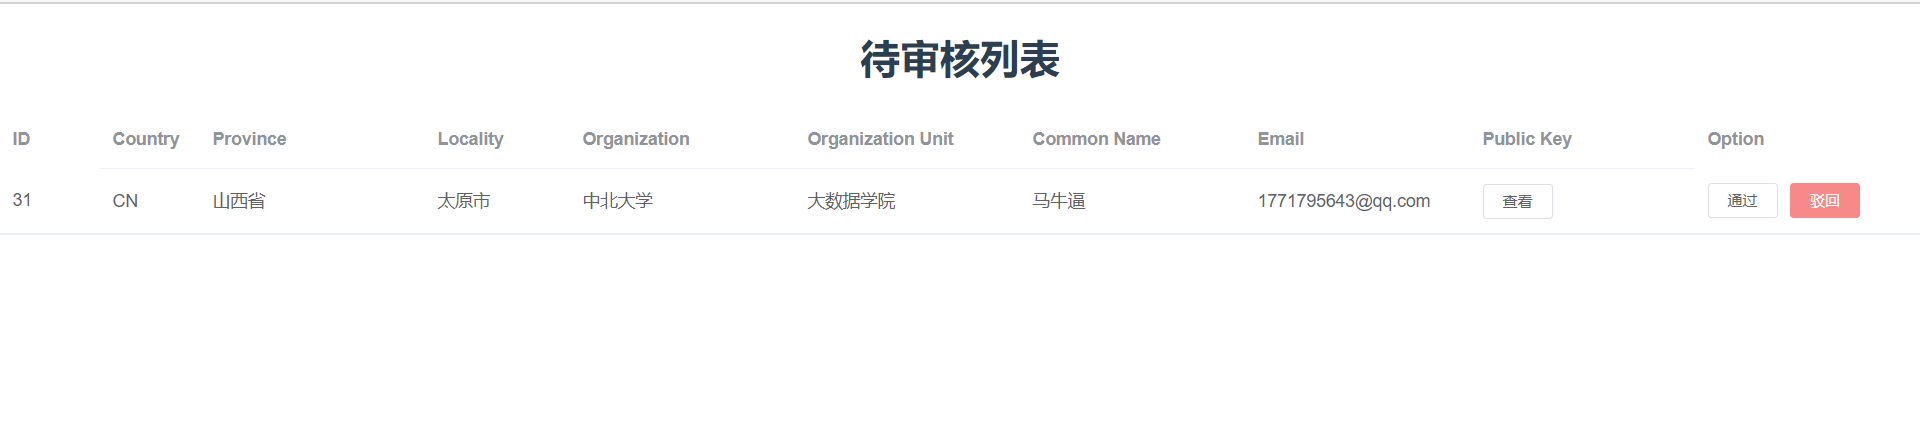 待审核列表
ID Country Province Locality Organization Organization Unit Common Name Email Public Key Option
31 CN 山西省 太原市 中北大学 大数据学院 马牛逼 1771795643@qq.com 查看 通过 驳回